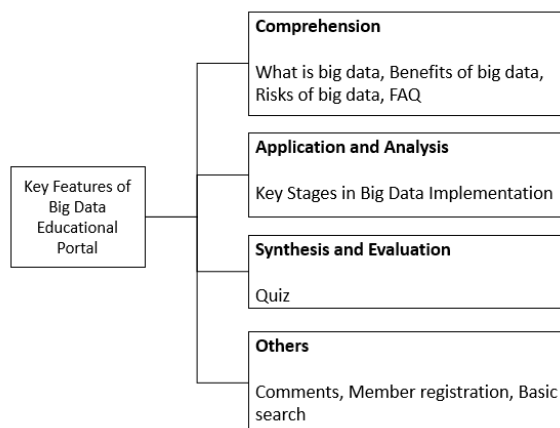 Key Features of
Big Data
Educational
Portal
Comprehension
What is big data, Benefits of big data,
Risks of big data, FAQ
Application and Analysis
Key Stages in Big Data Implementation
Synthesis and Evaluation
Quiz
Others
Comments, Member registration, Basic
search